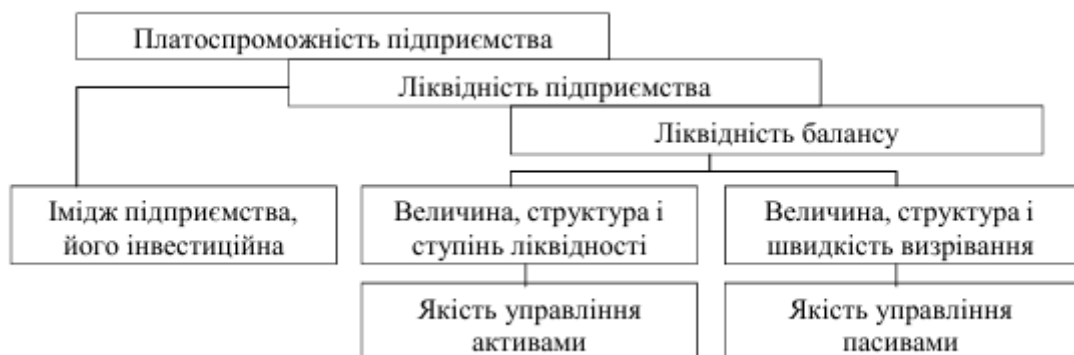 Платоспроможність підприємства
Ліквідність підприємства
Ліквідність балансу
Імідж підприємства,
його інвестиційна
Величина, структура і
ступінь ліквідності
Величина, структура і
швидкість визрівання
Якість управління
активами
Якість управління
пасивами